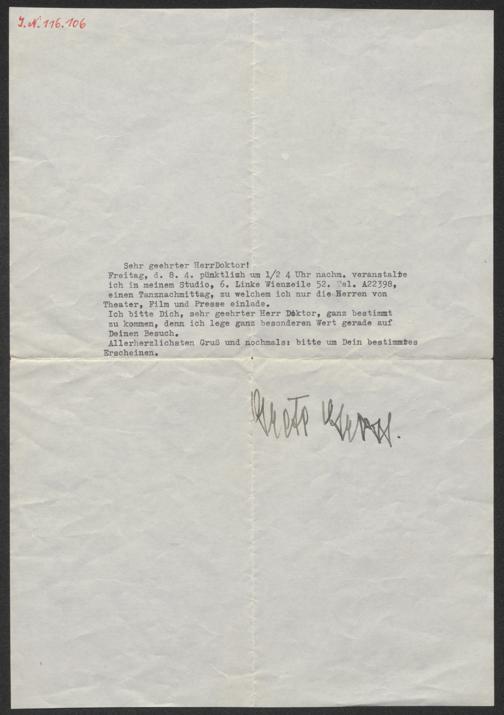 J.N. 116.106
Sehr geehrter HerrDoktor!
Freitag, d. 8. 4. pünktlich um 1/2 4 Uhr nachm. veranstalte
ich in meinem Studio, 6. Linke Wienzeile 52. Tel. A22398,
einen Tanznachmittag, zu welchem ich nur die Herren von
Theater, Film und Presse einlade.
Ich bitte Dich, sehr geehrter Herr Doktor, ganz bestimmt
zu kommen, denn ich lege ganz besonderen Wert gerade auf
Deinen Besuch.
Allerherzlichsten Gruß und nochmals: bitte um Dein bestimmtes
Erscheinen.